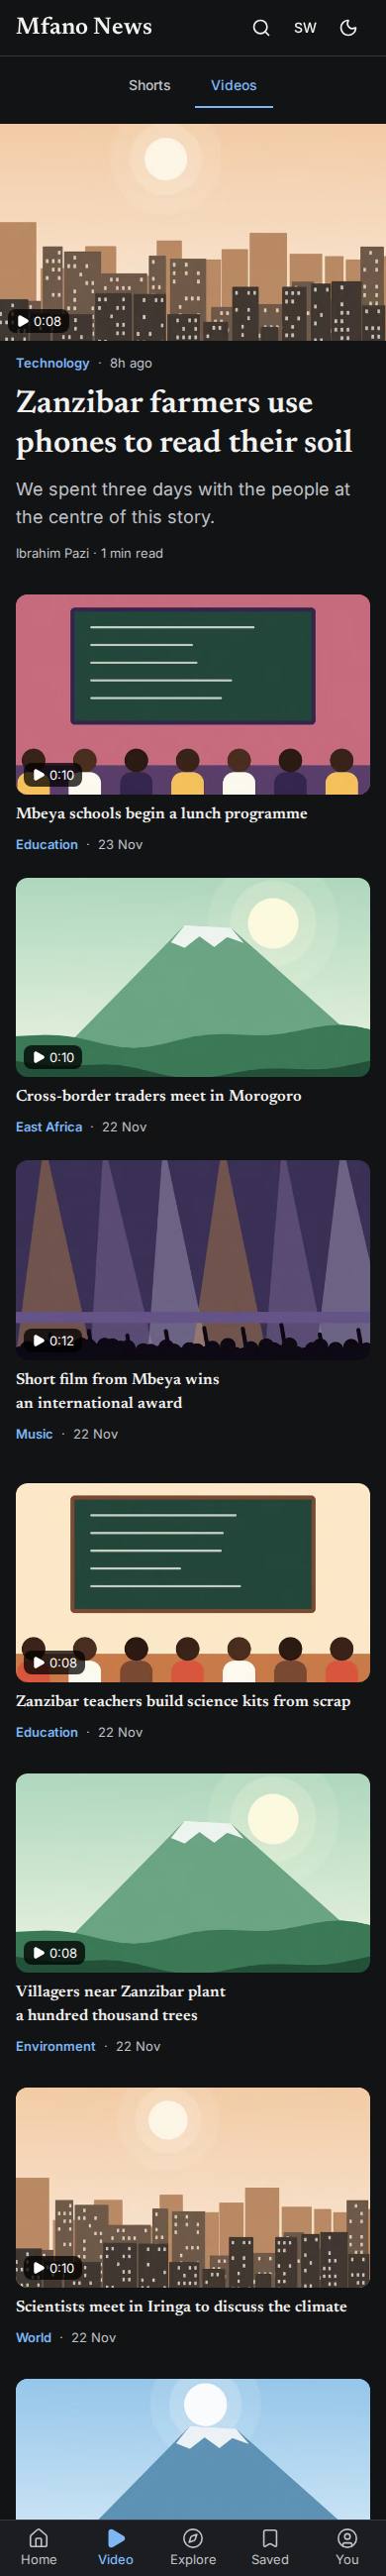 Mfano News
SW
Shorts
Videos
0:08
Technology · 8h ago
Zanzibar farmers use
phones to read their soil
We spent three days with the people at
the centre of this story.
Ibrahim Pazi · 1 min read
0:10
Mbeya schools begin a lunch programme
Education · 23 Nov
0:10
Cross-border traders meet in Morogoro
East Africa · 22 Nov
0:12
Short film from Mbeya wins
an international award
Music · 22 Nov
0:08
Zanzibar teachers build science kits from scrap
Education · 22 Nov
0:08
Villagers near Zanzibar plant
a hundred thousand trees
Environment · 22 Nov
0:10
Scientists meet in Iringa to discuss the climate
World · 22 Nov
Home
Video
Explore
Saved
You